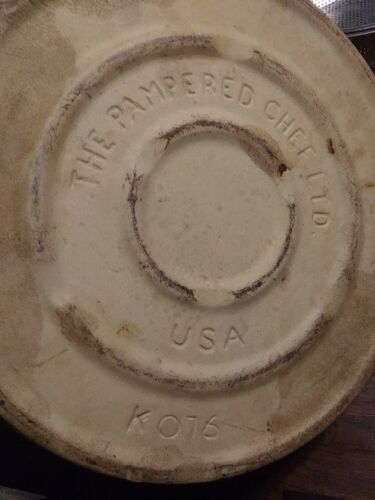 THE PAMPERED CHEF LTD.
USA
K076